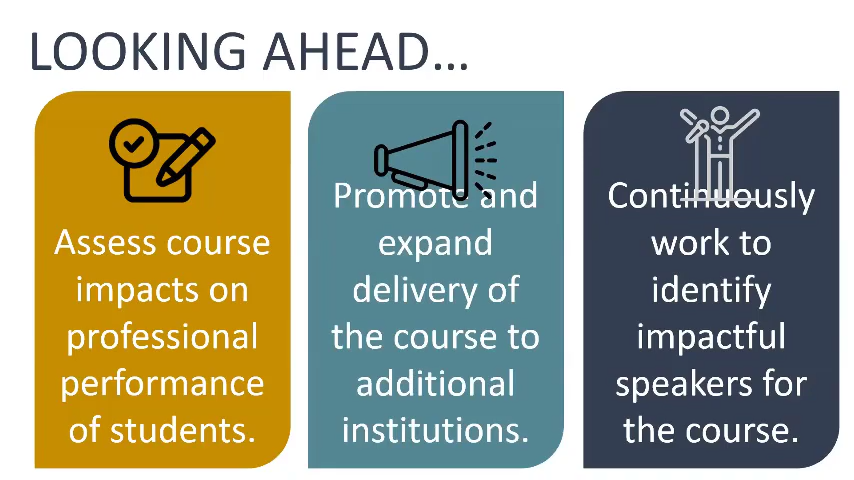 LOOKING AHEAD...
Assess course
impacts on
professional
performance
of students.
Promote and
expand
delivery of
the course to
additional
institutions.
Continuously
work to
identify
impactful
speakers for
the course.